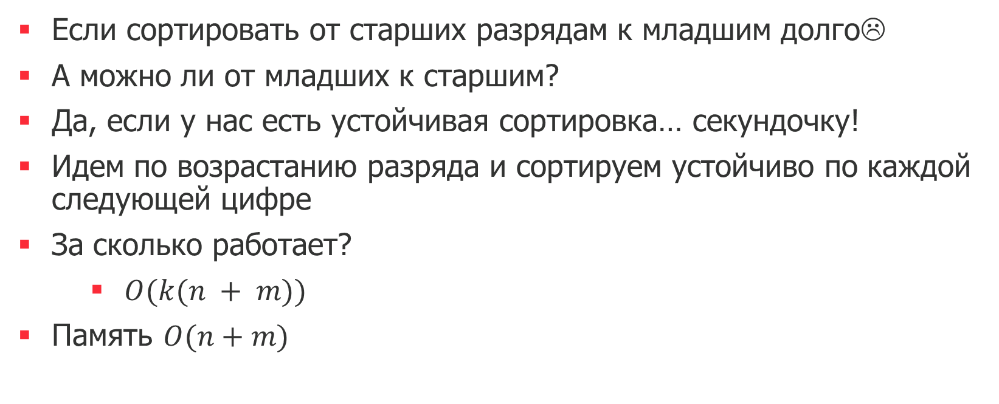 ▪ Если сортировать от старших разрядам к младшим долго☹
▪ А можно ли от младших к старшим?
▪ Да, если у нас есть устойчивая сортировка… секундочку!
▪ Идем по возрастанию разряда и сортируем устойчиво по каждой
следующей цифре
▪ За сколько работает?
▪ O(k(n + m))
▪ Память O(n + m)